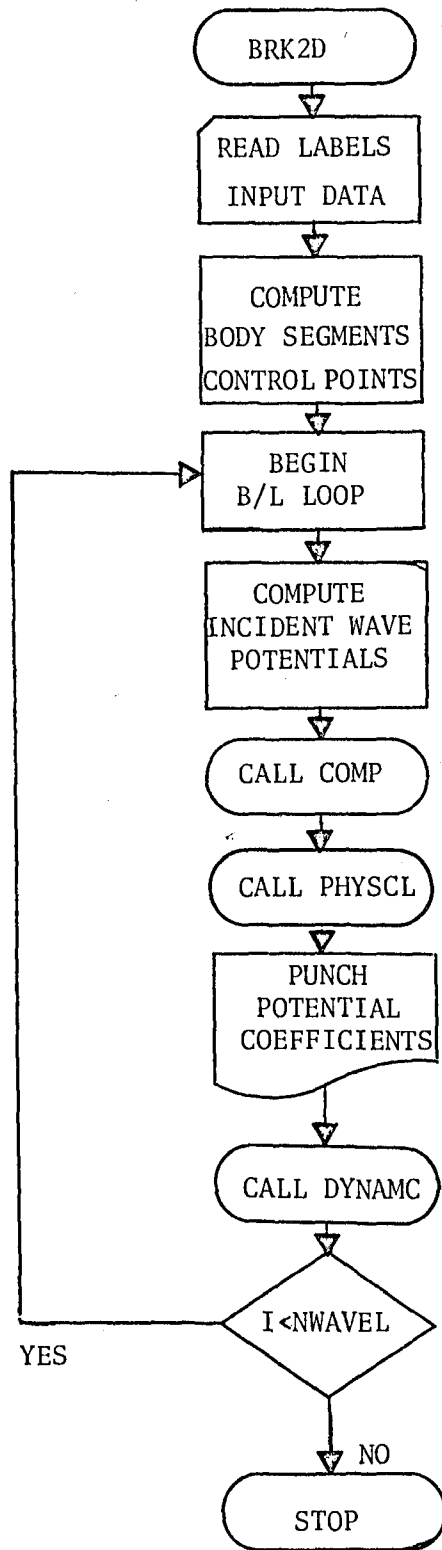 BRK2D
READ LABELS
INPUT DATA
COMPUTE
BODY SEGMENTS
CONTROL POINTS
BEGIN
B/L LOOP
COMPUTE
INCIDENT WAVE
POTENTIALS
CALL COMP
CALL PHYSCL
PUNCH
POTENTIAL
COEFFICIENTS
CALL DYNAMC
I<NWAVEL
YES
NO
STOP